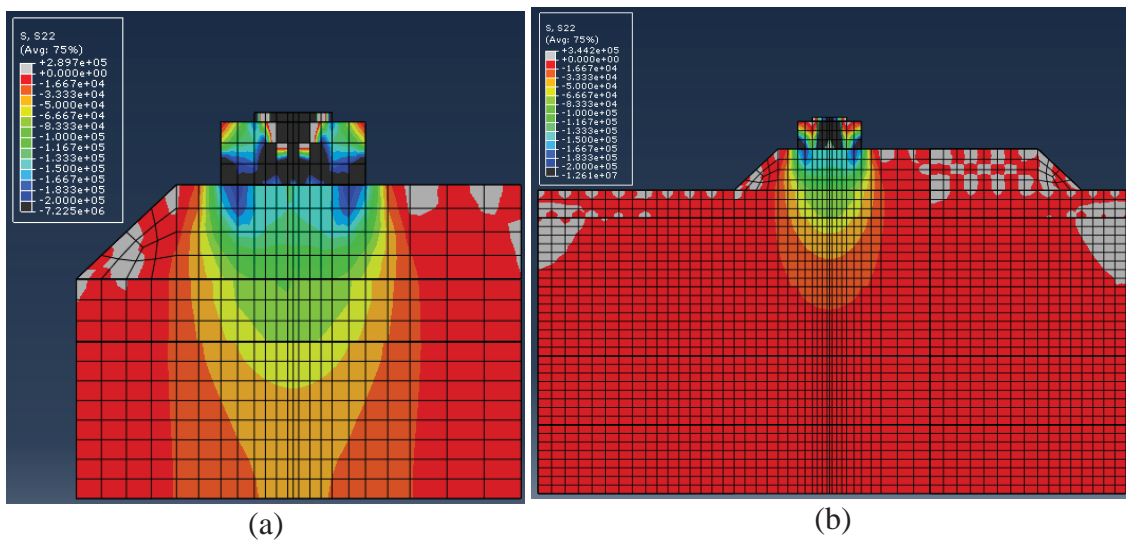 S, S22
(Avg: 75%)
+2.897e+05
+0.000e+00
-1.667e+04
-3.333e+04
-5.000e+04
-6.667e+04
-8.333e+04
-1.000e+05
-1.167e+05
-1.333e+05
-1.500e+05
-1.667e+05
-1.833e+05
-2.000e+05
-7.225e+06
S, S22
(Avg: 75%)
+3.442e+05
+0.000e+00
-1.667e+04
-3.333e+04
-5.000e+04
-6.667e+04
-8.333e+04
-1.000e+05
-1.167e+05
-1.333e+05
-1.500e+05
-1.667e+05
-1.833e+05
-2.000e+05
-1.261e+07
(a)
(b)